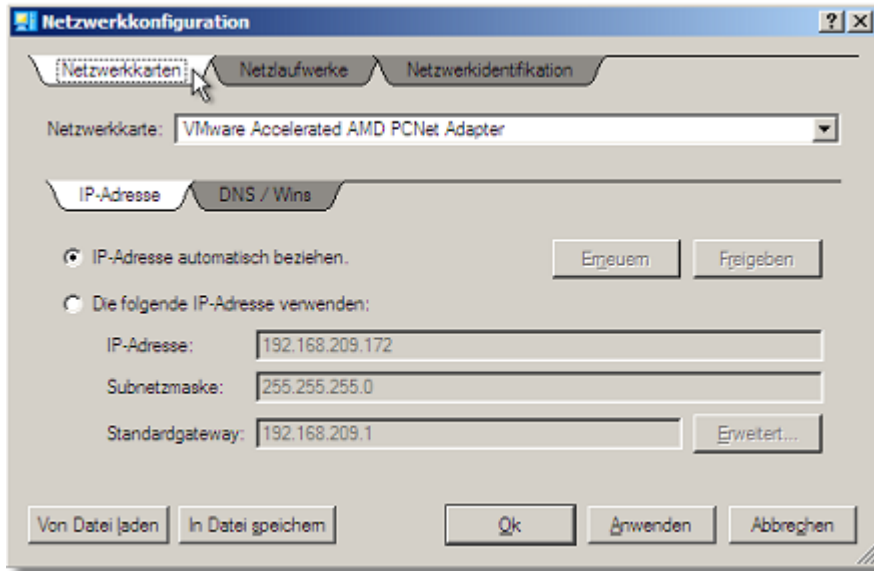 Netzwerkkonfiguration
Netzwerkkarten Netzlaufwerke Netzwerkidentifikation
Netzwerkkarte: VMware Accelerated AMD PCNet Adapter
IP-Adresse DNS / Wins
IP-Adresse automatisch beziehen. Erneuern Freigeben
Die folgende IP-Adresse verwenden:
IP-Adresse: 192.168.209.172
Subnetzmaske: 255.255.255.0
Standardgateway: 192.168.209.1 Erweitert...
Von Datei laden In Datei speichern Ok Anwenden Abbrechen